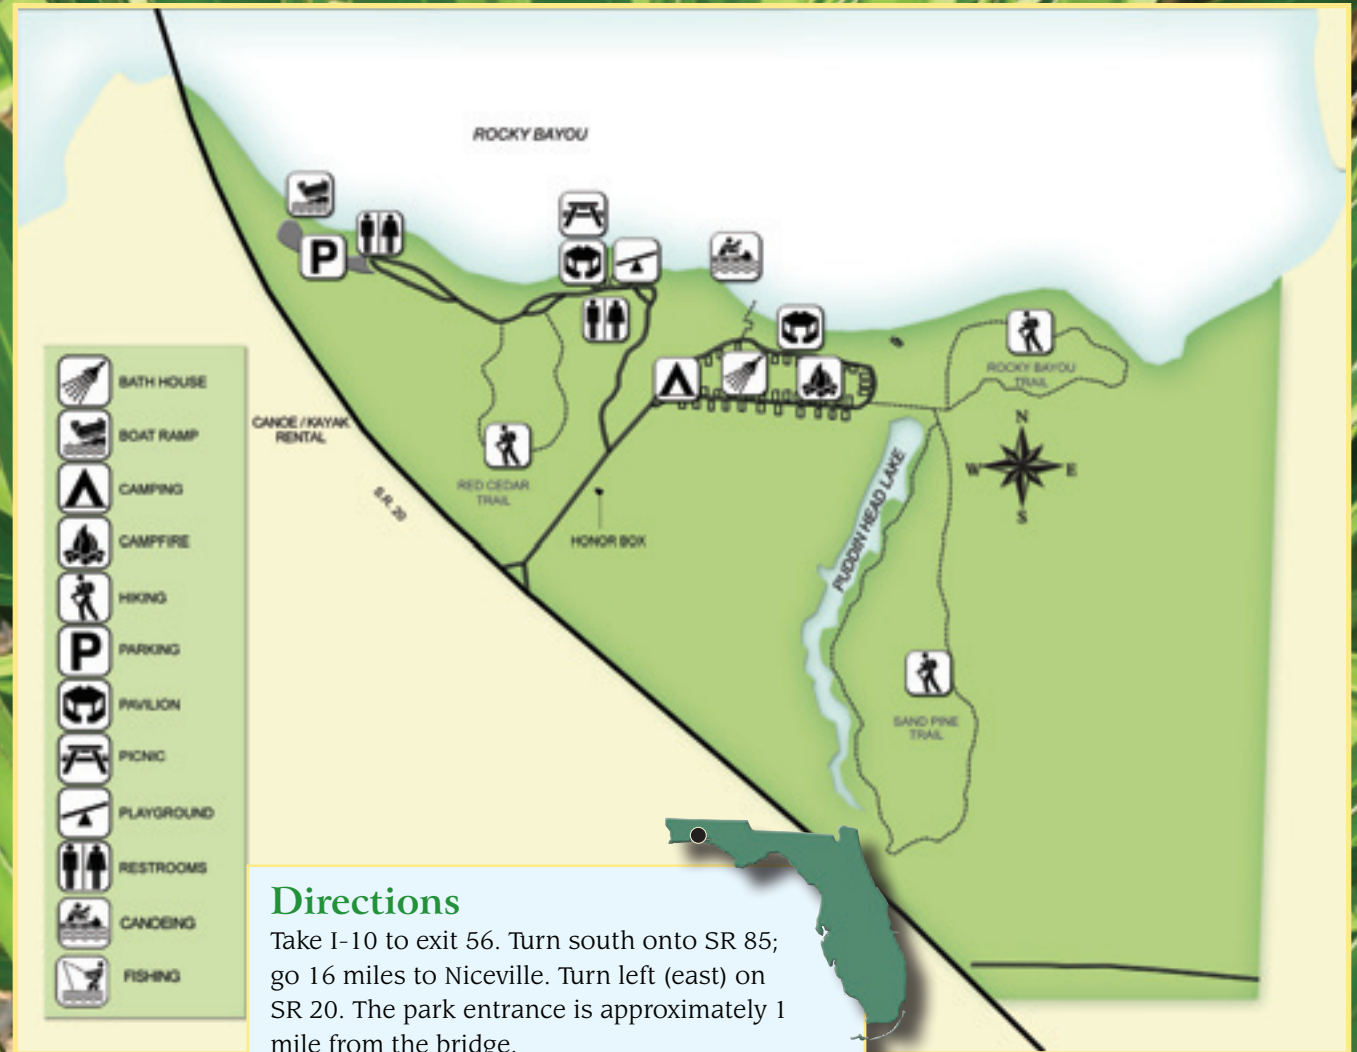 ROCKY BAYOU
P
ROCKY BAYOU
TRAIL
BATH HOUSE
BOAT RAMP
CAMPING
CAMPFIRE
HIKING
P
PARKING
PAVILION
PICNIC
PLAYGROUND
RESTROOMS
CANOEING
FISHING
CANOE / KAYAK
RENTAL
S.R. 20
RED CEDAR
TRAIL
HONOR BOX
N
W E
S
PUDDIN HEAD LAKE
SAND PINE
TRAIL
Directions
Take I-10 to exit 56. Turn south onto SR 85;
go 16 miles to Niceville. Turn left (east) on
SR 20. The park entrance is approximately 1
mile from the bridge.